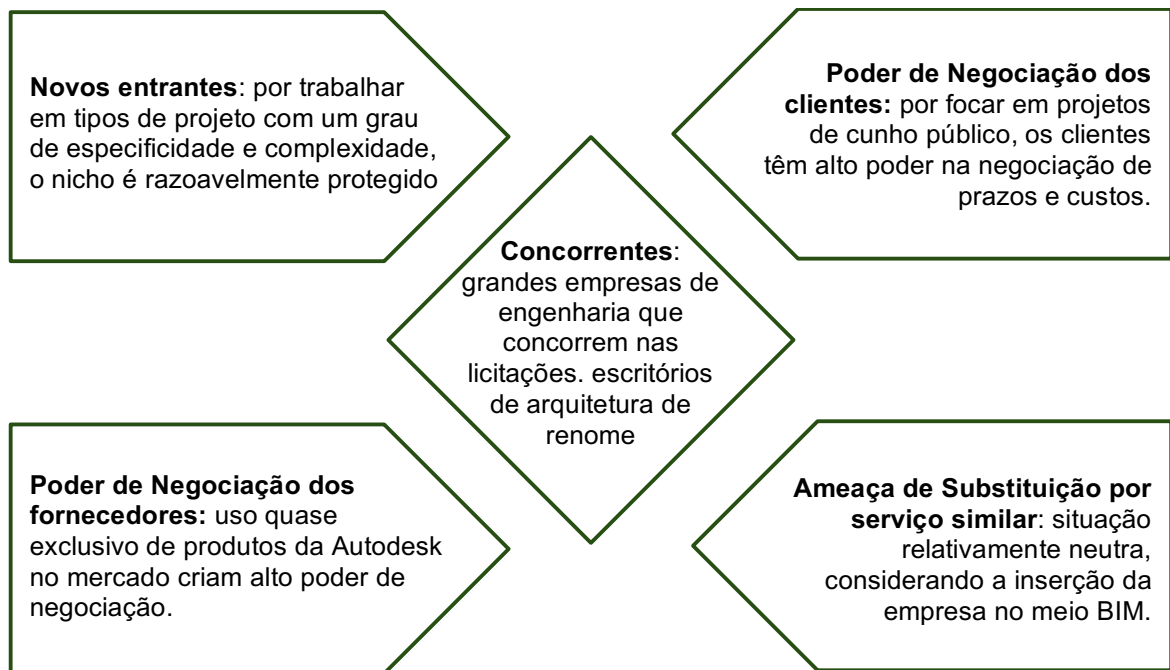 Novos entrantes: por trabalhar
em tipos de projeto com um grau
de especificidade e complexidade,
o nicho é razoavelmente protegido
Poder de Negociação dos
clientes: por focar em projetos
de cunho público, os clientes
têm alto poder na negociação de
prazos e custos.
Concorrentes:
grandes empresas de
engenharia que
concorrem nas
licitações. escritórios
de arquitetura de
renome
Poder de Negociação dos
fornecedores: uso quase
exclusivo de produtos da Autodesk
no mercado criam alto poder de
negociação.
Ameaça de Substituição por
serviço similar: situação
relativamente neutra,
considerando a inserção da
empresa no meio BIM.